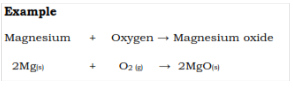 Example
Magnesium + Oxygen → Magnesium oxide
2Mg(s) + O2 (g) → 2MgO(s)